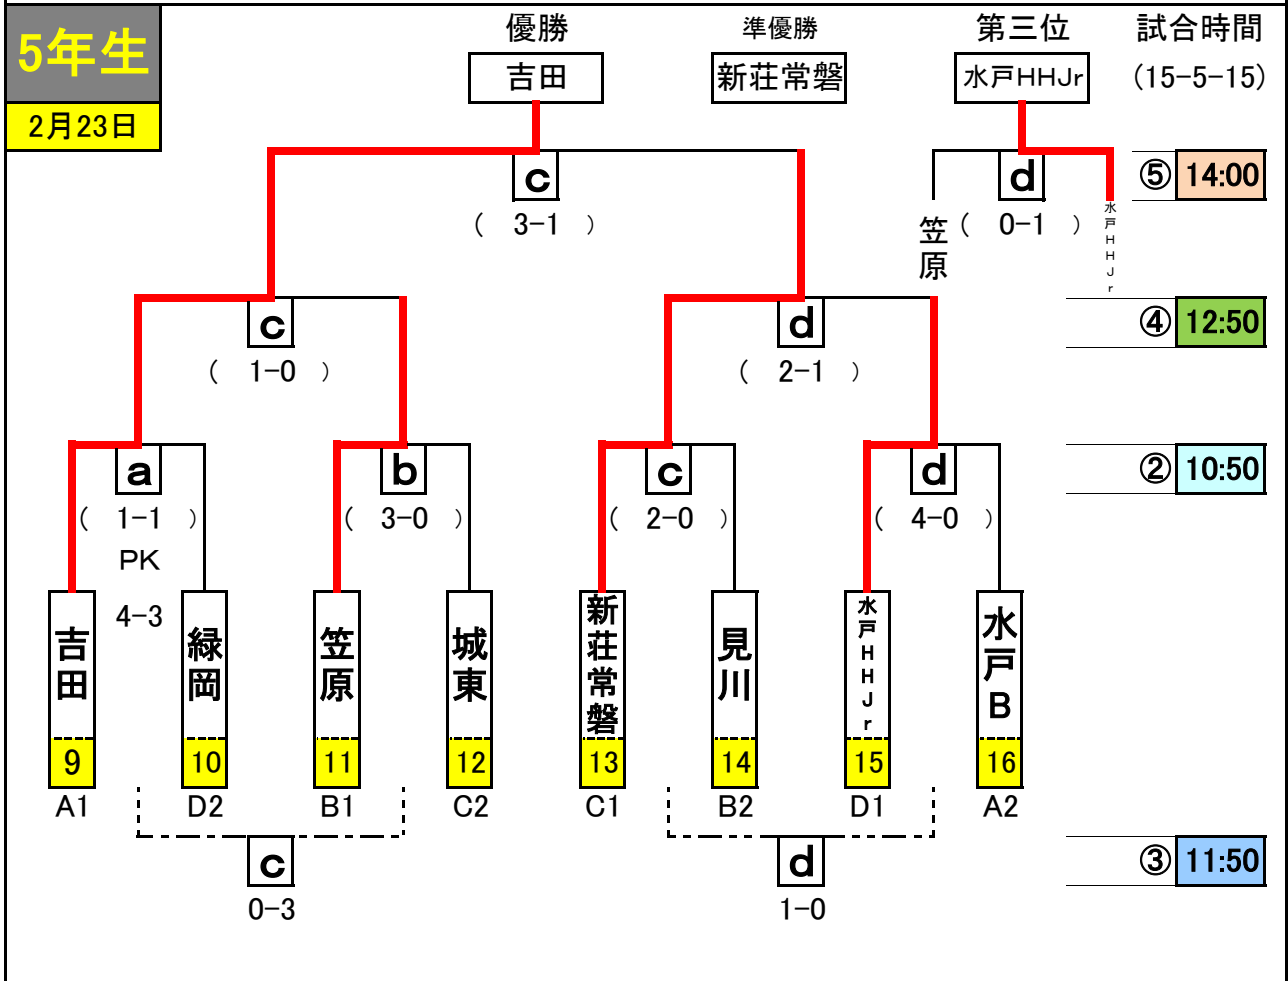 5年生
優勝
準優勝
第三位
試合時間
吉田
新荘常磐
水戸HHJr
(15-5-15)
2月23日
c
d
⑤ 14:00
( 3-1 )
笠原
( 0-1 )
水戸HHJr
c
d
④ 12:50
( 1-0 )
( 2-1 )
a
b
c
d
② 10:50
( 1-1 )
( 3-0 )
( 2-0 )
( 4-0 )
PK
4-3
吉田
緑岡
笠原
城東
新荘常磐
見川
水戸HHJr
水戸B
9
10
11
12
13
14
15
16
A1
D2
B1
C2
C1
B2
D1
A2
c
d
③ 11:50
0-3
1-0